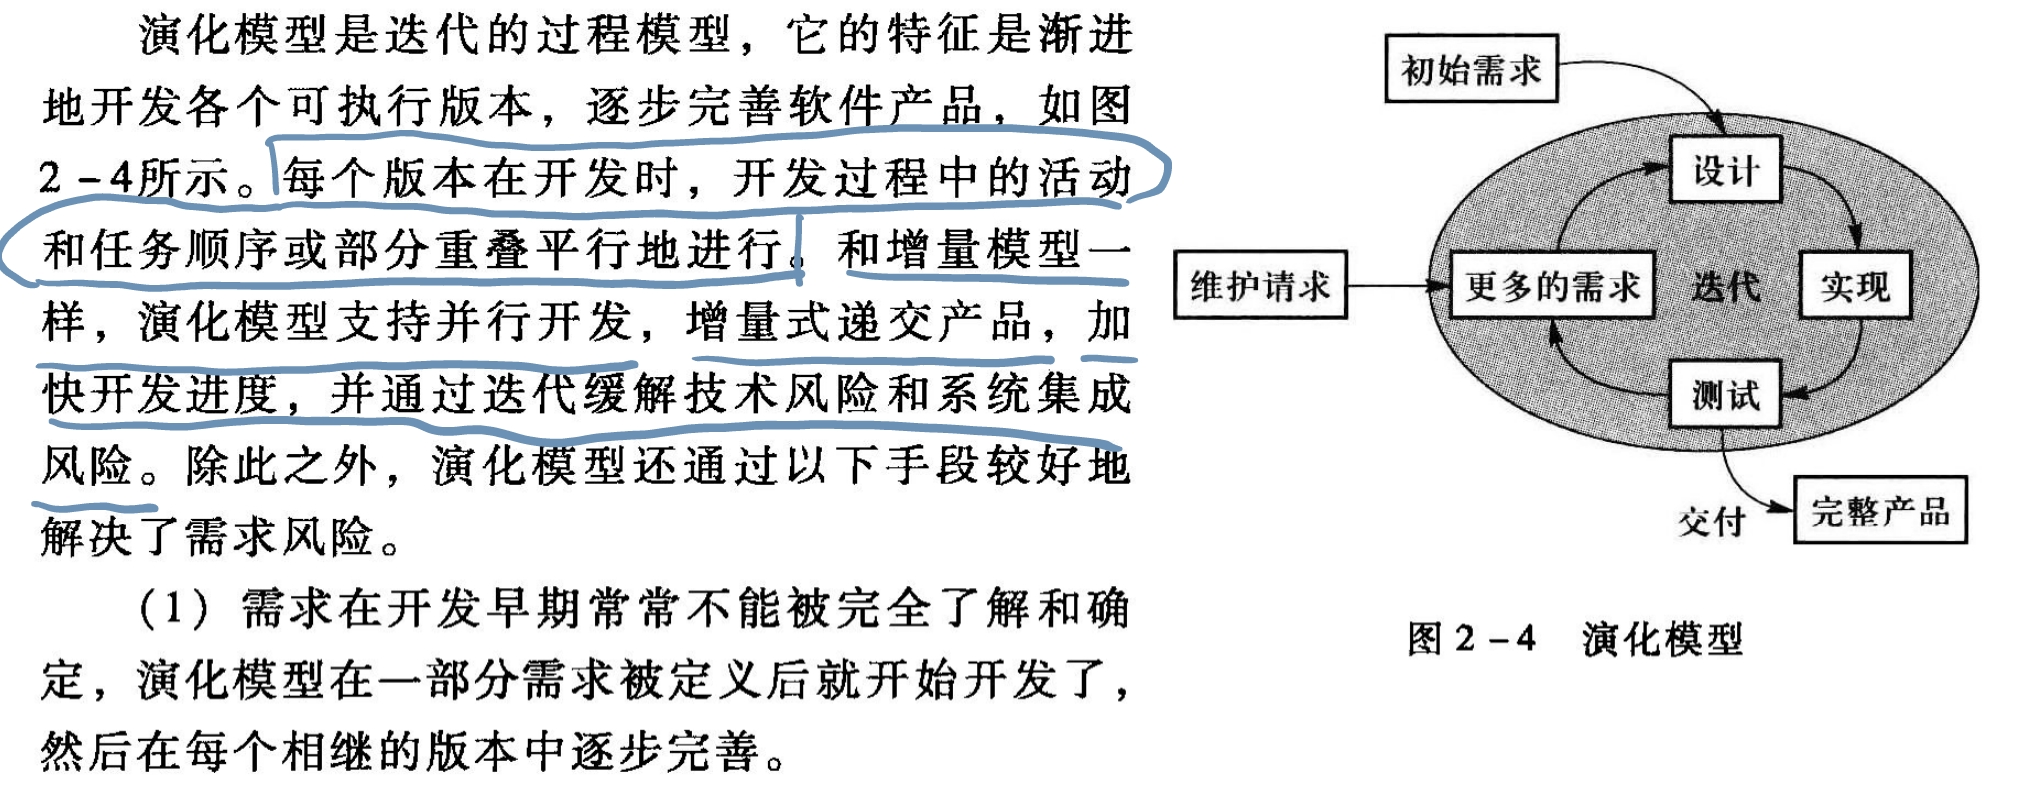 演化模型是迭代的过程模型，它的特征是渐进
地开发各个可执行版本，逐步完善软件产品，如图
2-4所示。每个版本在开发时，开发过程中的活动
和任务顺序或部分重叠平行地进行。和增量模型一
样，演化模型支持并行开发，增量式递交产品，加
快开发进度，并通过迭代缓解技术风险和系统集成
风险。除此之外，演化模型还通过以下手段较好地
解决了需求风险。
（1）需求在开发早期常常不能被完全了解和确
定，演化模型在一部分需求被定义后就开始开发了，
然后在每个相继的版本中逐步完善。
初始需求
设计
维护请求
更多的需求
迭代
实现
测试
交付
完整产品
图2-4 演化模型